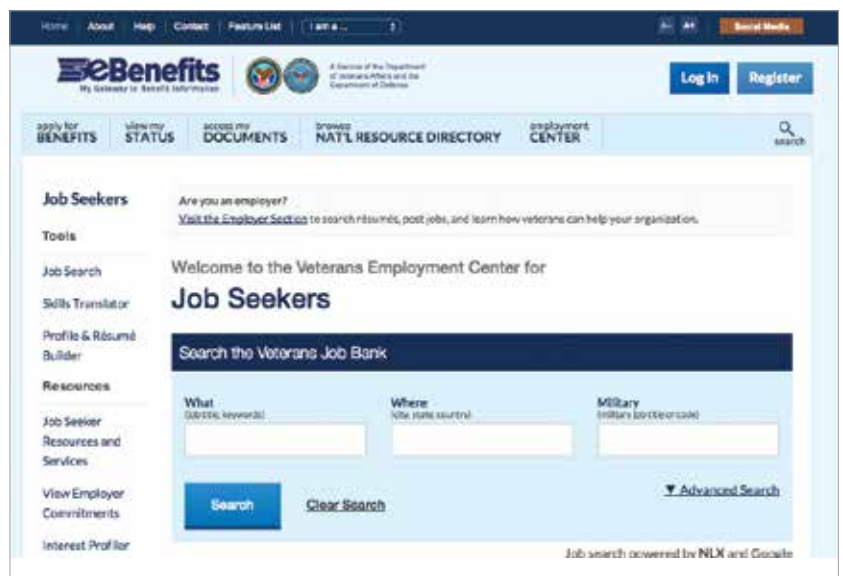 Home About Help Contact Feature List I am a ...
A- A+ Social Media
eBenefits
My Gateway to Benefit Information
A Service of the Department
of Veterans Affairs and the
Department of Defense
Log In Register
apply for BENEFITS
view my STATUS
access my DOCUMENTS
browse NAT'L RESOURCE DIRECTORY
employment CENTER
search
Job Seekers
Tools
Job Search
Skills Translator
Profile & Résumé
Builder
Resources
Job Seeker
Resources and
Services
View Employer
Commitments
Interest Profiler
Are you an employer?
Visit the Employer Section to search résumés, post jobs, and learn how veterans can help your organization.
Welcome to the Veterans Employment Center for
Job Seekers
Search the Veterans Job Bank
What
(job title, keywords)
Where
(city, state, country)
Military
(military job title or code)
Search Clear Search
▼ Advanced Search
Job search powered by NLX and Google